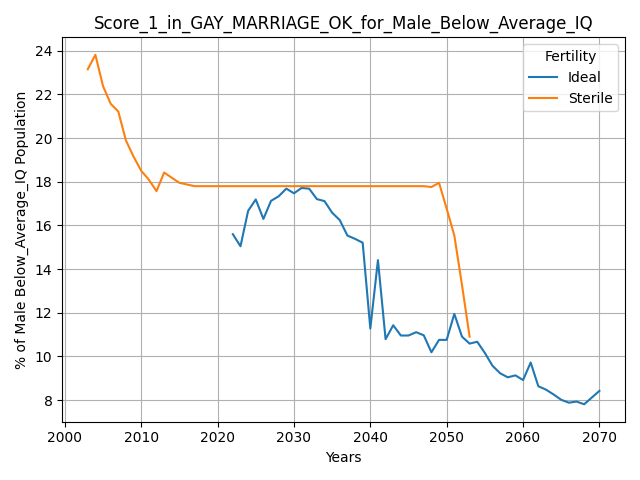 Score_1_in_GAY_MARRIAGE_OK_for_Male_Below_Average_IQ
% of Male Below_Average_IQ Population
24
22
20
18
16
14
12
10
8
Fertility
Ideal
Sterile
2000 2010 2020 2030 2040 2050 2060 2070
Years